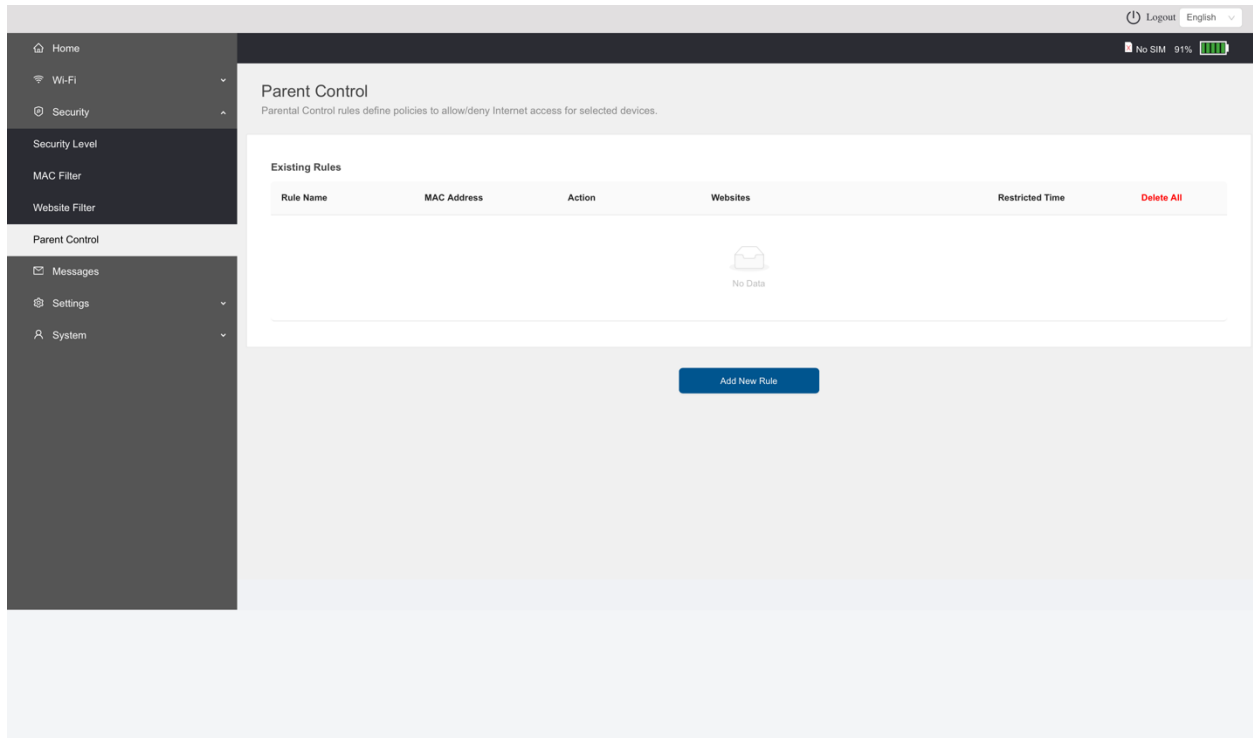 Logout English
Home
No SIM 91%
Wi-Fi
Security
Security Level
MAC Filter
Website Filter
Parent Control
Messages
Settings
System
Parent Control
Parental Control rules define policies to allow/deny Internet access for selected devices.
Existing Rules
Rule Name MAC Address Action Websites Restricted Time Delete All
No Data
Add New Rule